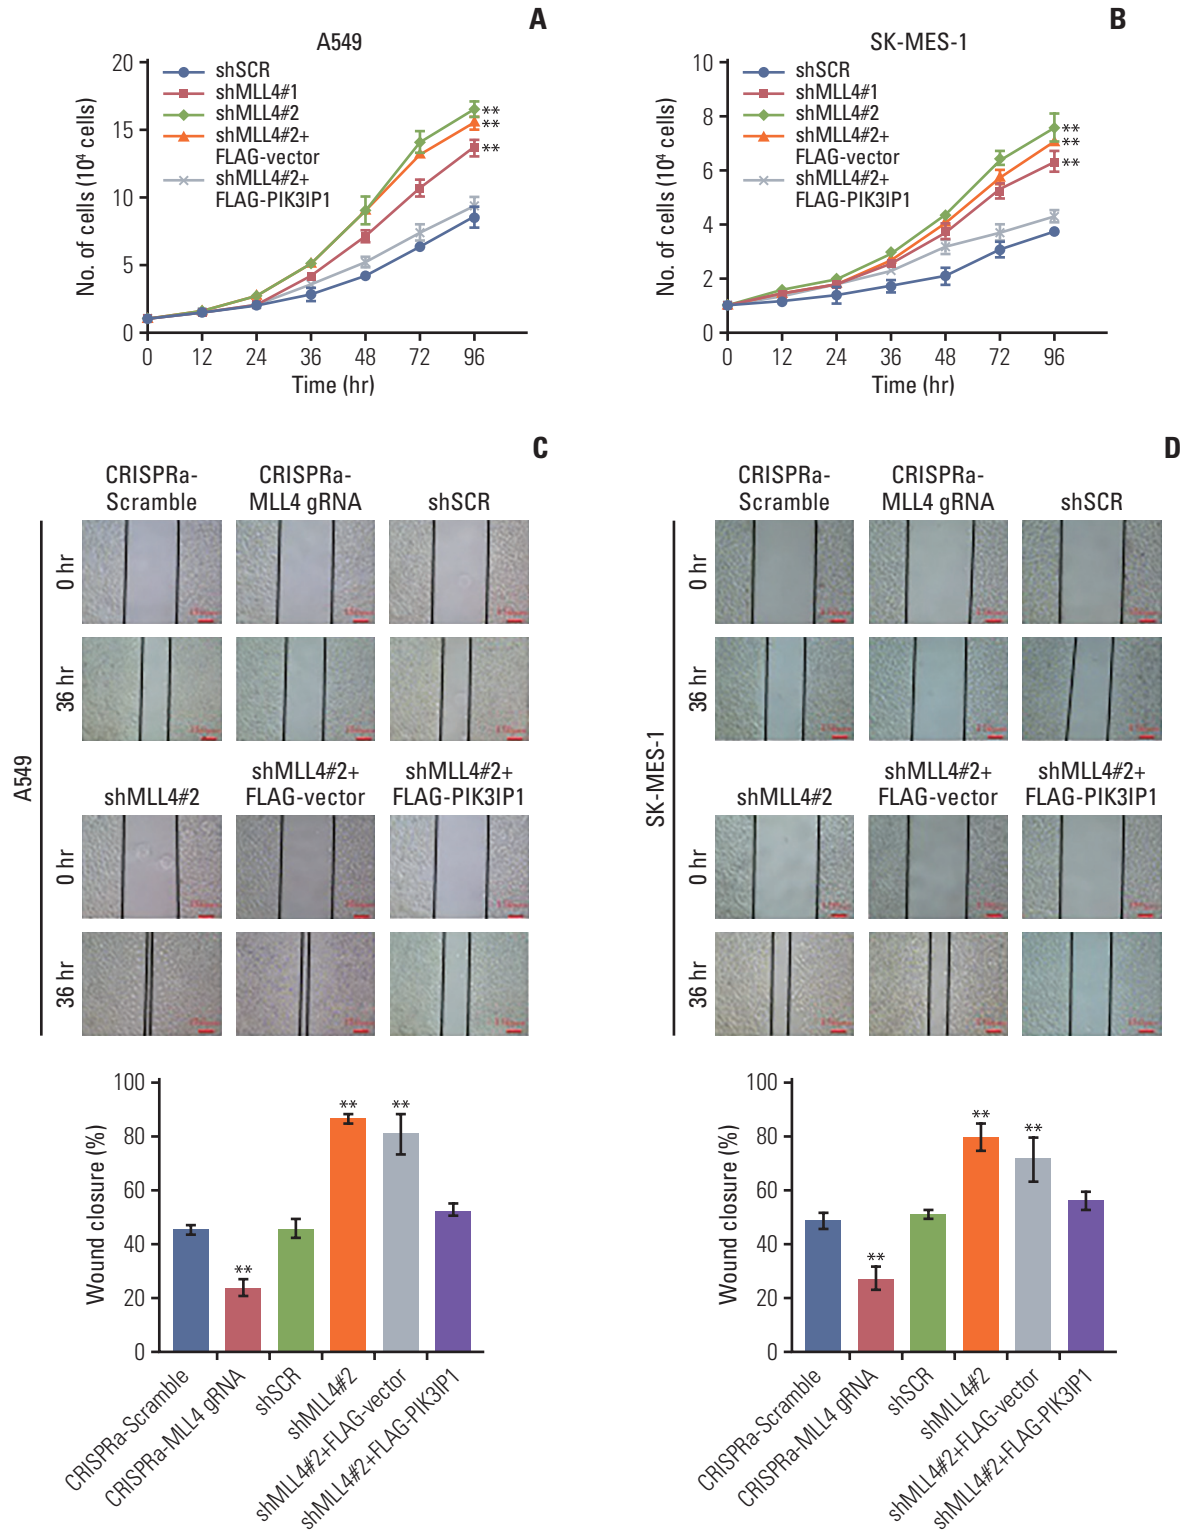 A
A549
20
15
10
5
0
No. of cells (10⁴ cells)
shSCR
shMLL4#1
shMLL4#2
shMLL4#2+
FLAG-vector
shMLL4#2+
FLAG-PIK3IP1
**
**
**
0 12 24 36 48 72 96
Time (hr)
B
SK-MES-1
10
8
6
4
2
0
No. of cells (10⁴ cells)
shSCR
shMLL4#1
shMLL4#2
shMLL4#2+
FLAG-vector
shMLL4#2+
FLAG-PIK3IP1
**
**
**
0 12 24 36 48 72 96
Time (hr)
C
A549
CRISPRa-
Scramble
CRISPRa-
MLL4 gRNA
shSCR
0 hr
36 hr
shMLL4#2
shMLL4#2+
FLAG-vector
shMLL4#2+
FLAG-PIK3IP1
0 hr
36 hr
100
80
60
40
20
0
Wound closure (%)
**
**
**
CRISPRa-Scramble
CRISPRa-MLL4 gRNA
shSCR
shMLL4#2
shMLL4#2+FLAG-vector
shMLL4#2+FLAG-PIK3IP1
D
SK-MES-1
CRISPRa-
Scramble
CRISPRa-
MLL4 gRNA
shSCR
0 hr
36 hr
shMLL4#2
shMLL4#2+
FLAG-vector
shMLL4#2+
FLAG-PIK3IP1
0 hr
36 hr
100
80
60
40
20
0
Wound closure (%)
**
**
**
CRISPRa-Scramble
CRISPRa-MLL4 gRNA
shSCR
shMLL4#2
shMLL4#2+FLAG-vector
shMLL4#2+FLAG-PIK3IP1